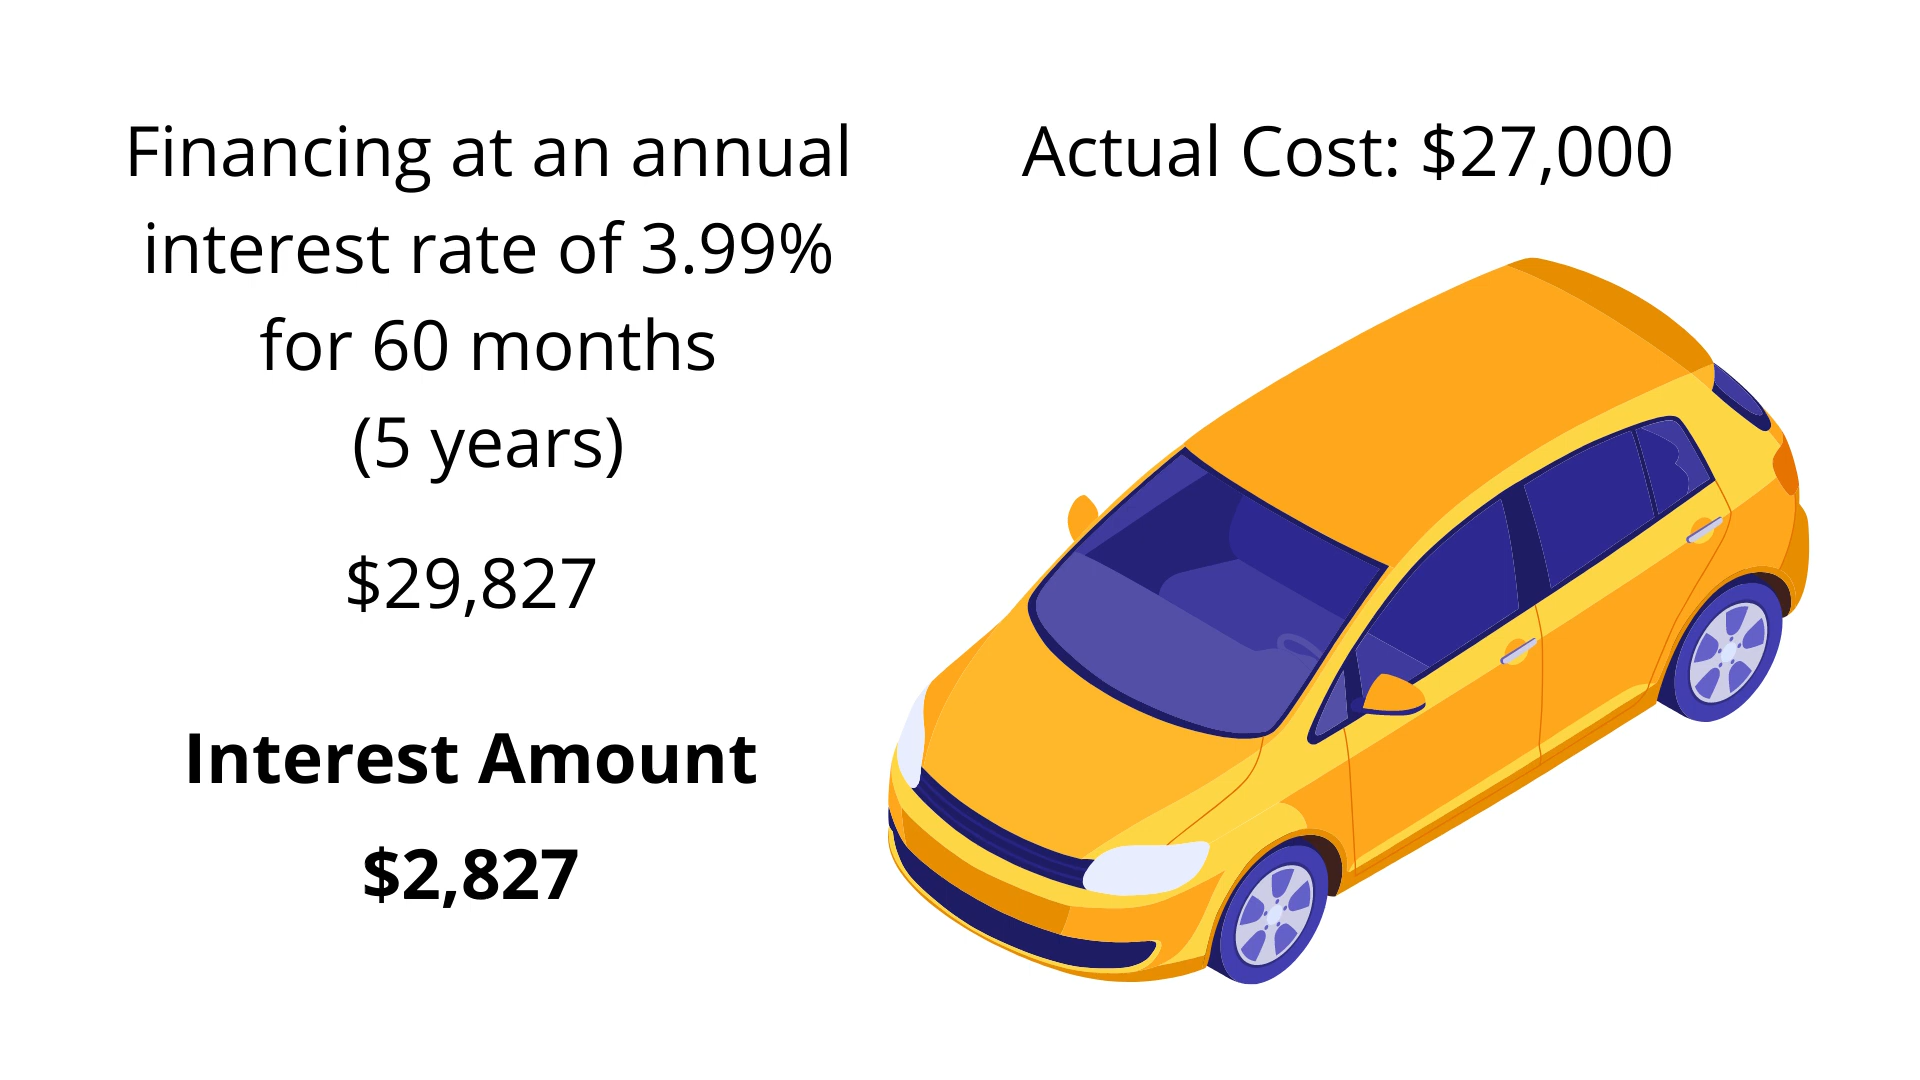 Financing at an annual
interest rate of 3.99%
for 60 months
(5 years)
$29,827
Interest Amount
$2,827
Actual Cost: $27,000